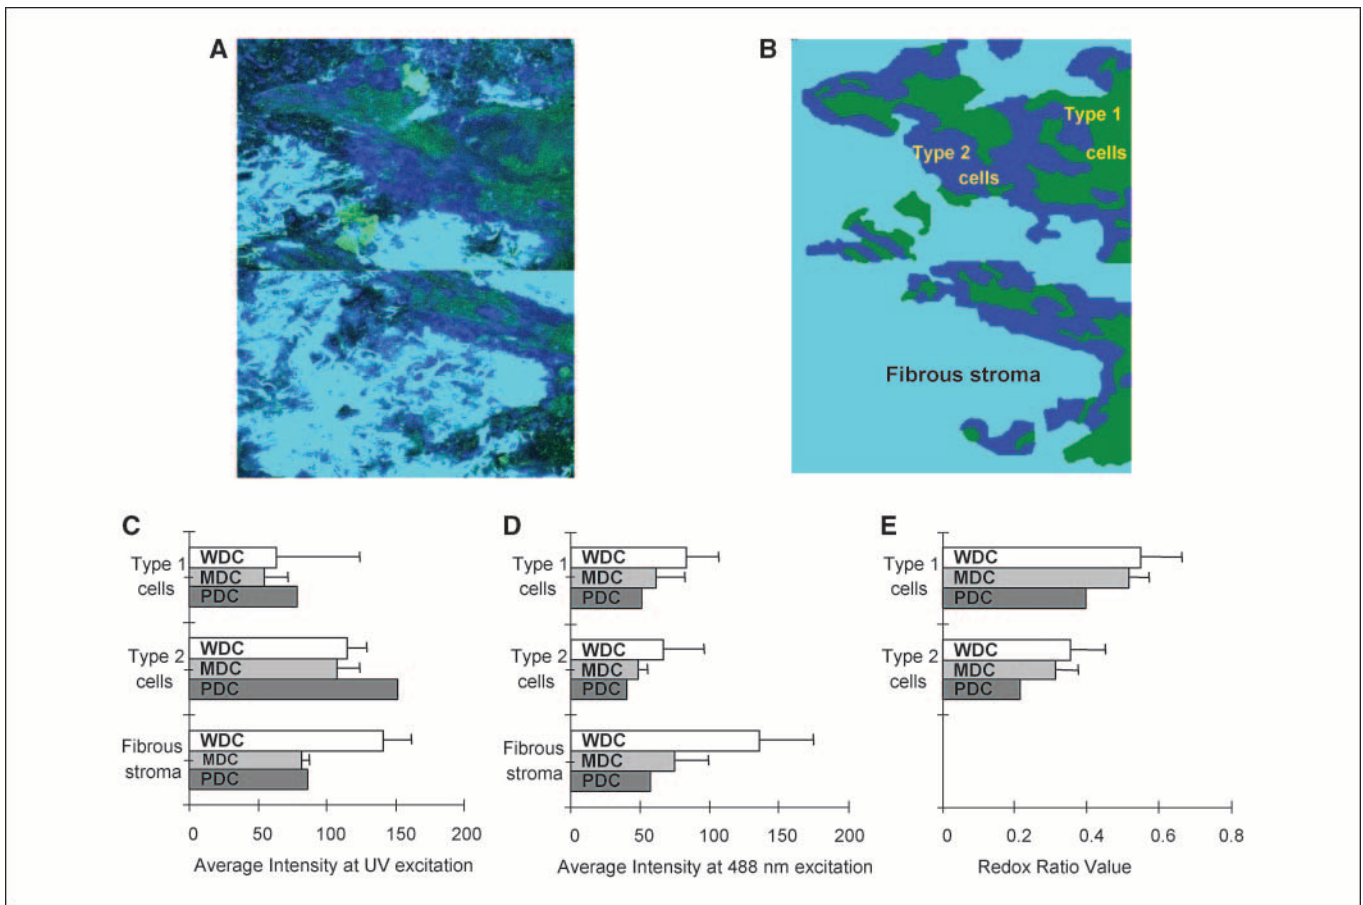 A
B
Type 1
cells
Type 2
cells
Fibrous stroma
C
Type 1
cells
WDC
MDC
PDC
Type 2
cells
WDC
MDC
PDC
Fibrous
stroma
WDC
MDC
PDC
0 50 100 150 200
Average Intensity at UV excitation
D
Type 1
cells
WDC
MDC
PDC
Type 2
cells
WDC
MDC
PDC
Fibrous
stroma
WDC
MDC
PDC
0 50 100 150 200
Average Intensity at 488 nm excitation
E
Type 1
cells
WDC
MDC
PDC
Type 2
cells
WDC
MDC
PDC
0 0.2 0.4 0.6 0.8
Redox Ratio Value